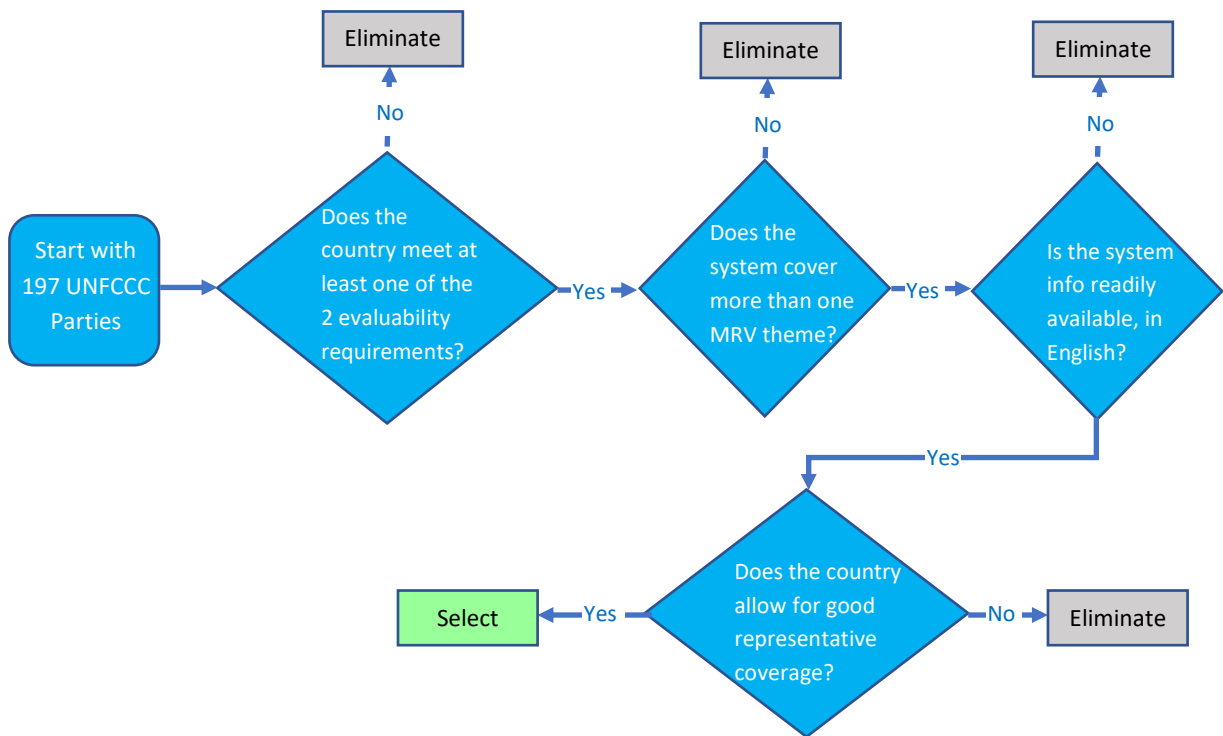 Eliminate
Eliminate
Eliminate
No
No
No
Start with
197 UNFCCC
Parties
Does the
country meet at
least one of the
2 evaluability
requirements?
Yes
Does the
system cover
more than one
MRV theme?
Yes
Is the system
info readily
available, in
English?
Yes
Does the country
allow for good
representative
coverage?
Yes
Select
No
Eliminate